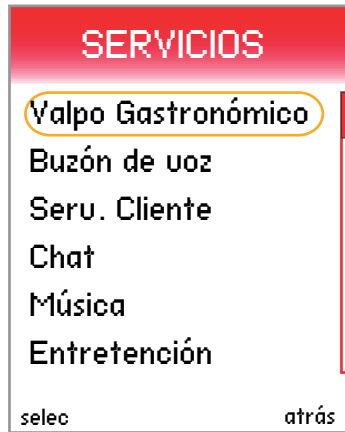 SERVICIOS
Valpo Gastronómico
Buzón de voz
Serv. Cliente
Chat
Música
Entretención
selec atrás